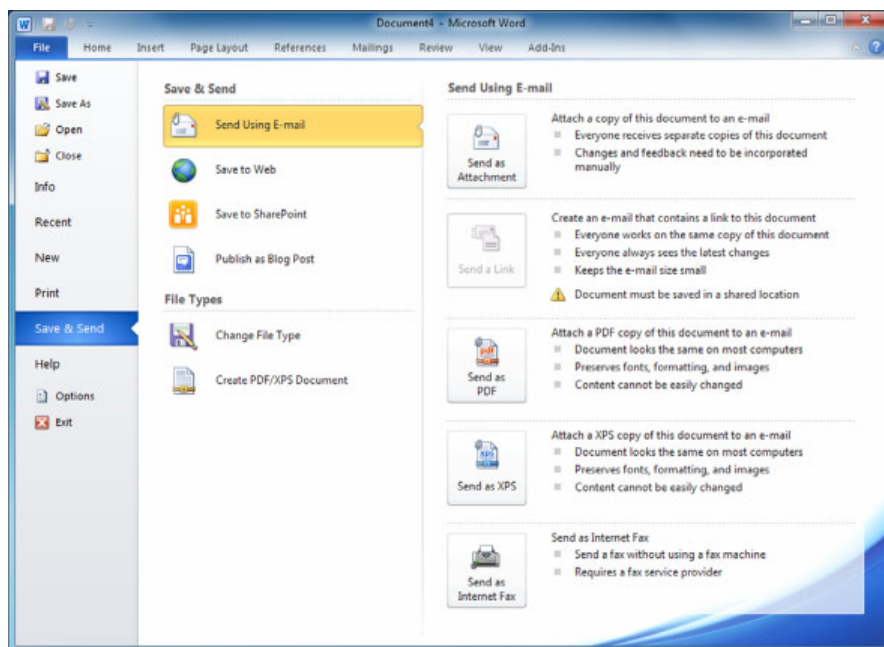 Document4 - Microsoft Word
File Home Insert Page Layout References Mailings Review View Add-Ins
Save
Save As
Open
Close
Info
Recent
New
Print
Save & Send
Help
Options
Exit
Save & Send
Send Using E-mail
Save to Web
Save to SharePoint
Publish as Blog Post
File Types
Change File Type
Create PDF/XPS Document
Send Using E-mail
Send as
Attachment
Attach a copy of this document to an e-mail
Everyone receives separate copies of this document
Changes and feedback need to be incorporated
manually
Send a Link
Create an e-mail that contains a link to this document
Everyone works on the same copy of this document
Everyone always sees the latest changes
Keeps the e-mail size small
Document must be saved in a shared location
Send as
PDF
Attach a PDF copy of this document to an e-mail
Document looks the same on most computers
Preserves fonts, formatting, and images
Content cannot be easily changed
Send as XPS
Attach a XPS copy of this document to an e-mail
Document looks the same on most computers
Preserves fonts, formatting, and images
Content cannot be easily changed
Send as
Internet Fax
Send as Internet Fax
Send a fax without using a fax machine
Requires a fax service provider